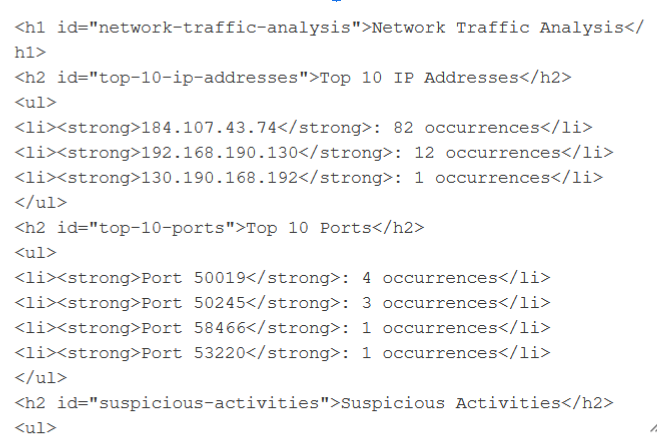 <h1 id="network-traffic-analysis">Network Traffic Analysis</
h1>
<h2 id="top-10-ip-addresses">Top 10 IP Addresses</h2>
<ul>
<li><strong>184.107.43.74</strong>: 82 occurrences</li>
<li><strong>192.168.190.130</strong>: 12 occurrences</li>
<li><strong>130.190.168.192</strong>: 1 occurrences</li>
</ul>
<h2 id="top-10-ports">Top 10 Ports</h2>
<ul>
<li><strong>Port 50019</strong>: 4 occurrences</li>
<li><strong>Port 50245</strong>: 3 occurrences</li>
<li><strong>Port 58466</strong>: 1 occurrences</li>
<li><strong>Port 53220</strong>: 1 occurrences</li>
</ul>
<h2 id="suspicious-activities">Suspicious Activities</h2>
<ul>